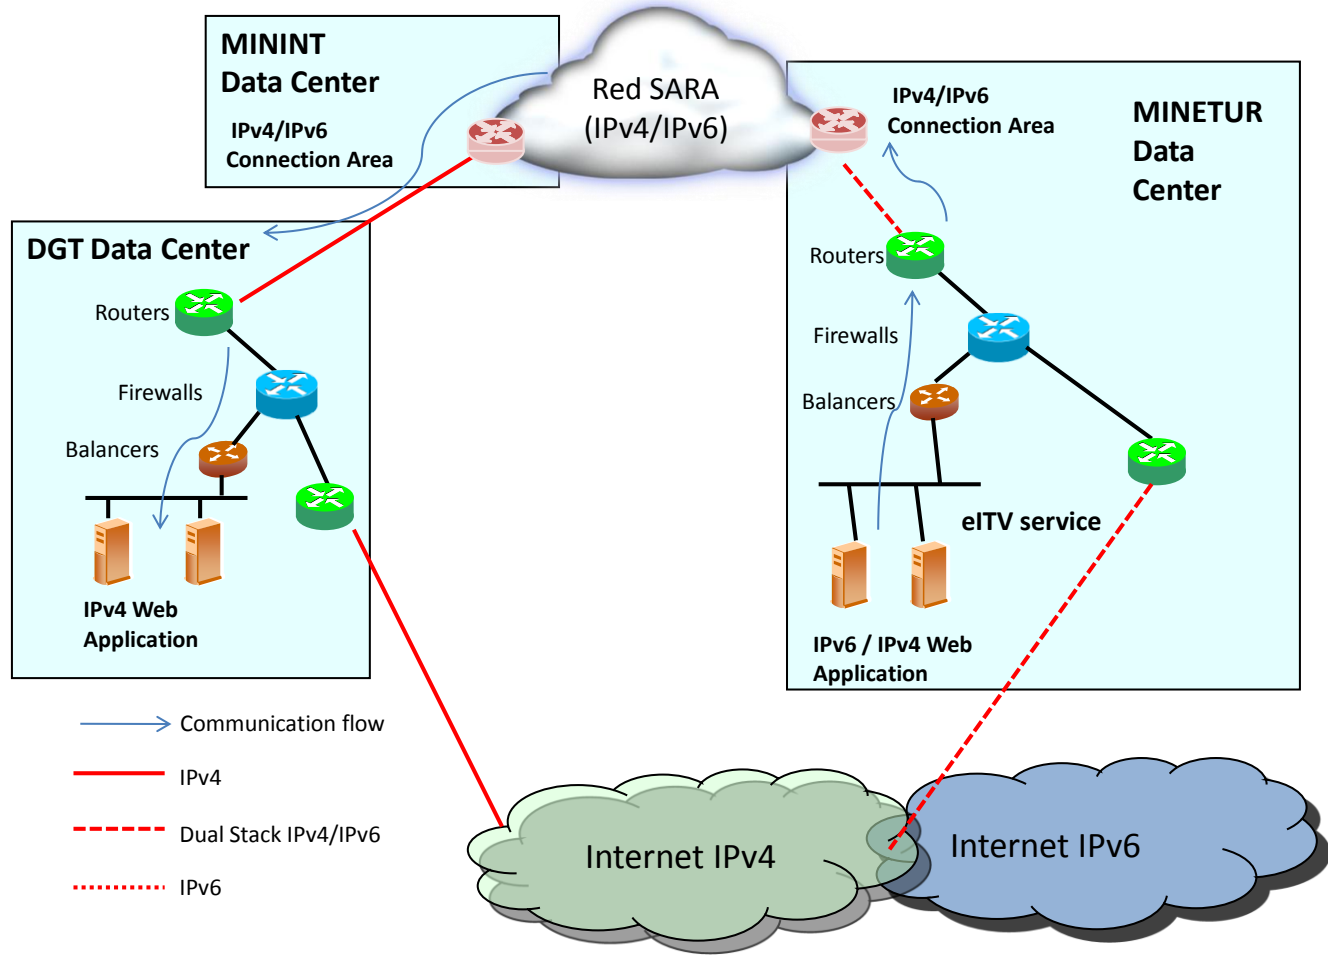 MININT
Data Center
IPv4/IPv6
Connection Area
Red SARA
(IPv4/IPv6)
IPv4/IPv6
Connection Area
MINETUR
Data
Center
DGT Data Center
Routers
Firewalls
Balancers
IPv4 Web
Application
Routers
Firewalls
Balancers
eITV service
IPv6 / IPv4 Web
Application
Communication flow
IPv4
Dual Stack IPv4/IPv6
IPv6
Internet IPv4
Internet IPv6